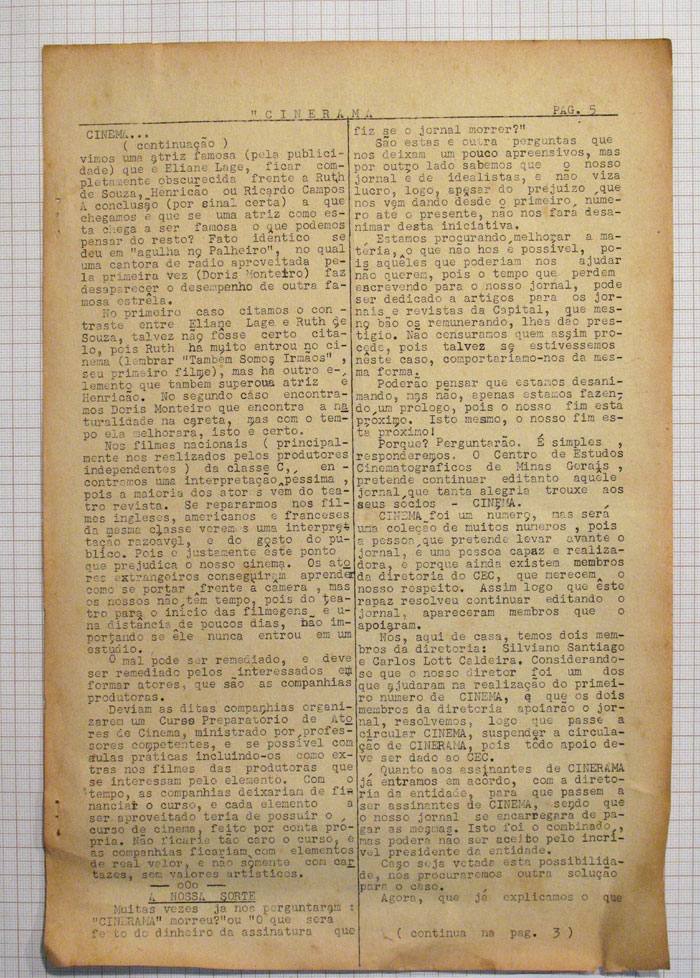 "CINERAMA
PAG. 5
CINEMA...
( continuação )
vimos uma atriz famosa (pela publici-
dade) que é Eliane Lage, ficar com-
pletamente obscurecida frente a Ruth
de Souza, Henricão ou Ricardo Campos
A conclusão (por sinal certa) a que
chegamos é que se uma atriz como es-
ta chega a ser famosa o que podemos
pensar do resto? Fato identico se
deu em "agulha no Palheiro", no qual
uma cantora de radio aproveitada pe-
la primeira vez (Doris Monteiro) faz
desaparecer o desempenho de outra fa-
mosa estrêla.
No primeiro caso citamos o con -
traste entre Eliane Lage e Ruth de
Souza, talvez não fôsse certo cita-
lo, pois Ruth ha muito entrou no ci-
nema (lembrar "Também Somos Irmãos" ,
seu primeiro filme), mas ha outro e-
lemento que tambem superou a atriz é
Henricão. No segundo cáso encontra-
mos Doris Monteiro que encontra a na
turalidade na careta, mas com o tem-
po ela melhorará, isto é certo.
Nos filmes nacionais ( principal-
mente nos realizados pelos produtores
independentes ) da classe C, en -
contramos uma interpretação péssima ,
pois a maioria dos atores vem do tea-
tro revista. Se repararmos nos fil-
mes ingleses, americanos e franceses
da mesma classe veremos uma interpre
tação razoavel, e do gosto do pú-
blico. Pois é justamente êste ponto
que prejudica o nosso cinema. Os ato
res extrangeiros conseguiram aprender
como se portar frente à câmera , mas
os nossos não tem tempo, pois do tea-
tro para o inicio das filmagens é u-
na distância de poucos dias, não im-
portando se êle nunca entrou em um
estudio.
O mal pode ser remediado, e deve
ser remediado pelos interessados em
formar atores, que são as companhias
produtoras.
Deviam as ditas companhias organi-
zarem um Curso Preparatorio de Ato
res de Cinema, ministrado por profes-
sores competentes, e se possivel com
aulas práticas incluindo-os como ex-
tras nos filmes das produtoras que
se interessam pelo elemento. Com o
tempo, as companhias deixariam de fi
nanciar o curso, e cada elemento a
ser aproveitado teria de possuir o
curso de cinema, feito por conta pró-
pria. Não ficaria tão caro o curso, e
as companhias ficariam com elementos
de real valor, e não sòmente com car
tazes, sem valores artisticos.
— oOo —
A NOSSA SORTE
Muitas vezes ja nos perguntaram :
"CINERAMA" morreu?"ou "O que sera
feito do dinheiro da assinatura que
fiz se o jornal morrer?"
São estas e outra perguntas que
nos deixam um pouco apreensivos, mas
por outro lado sabemos que o nosso
jornal é de idealistas, e não viza
lucro, logo, apesar do prejuizo que
nos vem dando desde o primeiro nume-
ro até o presente, não nos fará desa-
nimar desta iniciativa.
Estamos procurando melhorar a ma-
téria, o que não nos é possível, po-
is aquêles que poderiam nos ajudar
não querem, pois o tempo que perdem
escrevendo para o nosso jornal, pode
ser dedicado a artigos para os jor-
nais e revistas da Capital, que mes-
mo não os remunerando, lhes dão pres-
tigio. Não censuramos quem assim pro-
cede, pois talvez se estivessemos
nêste caso, comportariamo-nos da mes-
ma forma.
Poderão pensar que estamos desani-
mando, mas não, apenas estamos fazen-
do um prologo, pois o nosso fim está
próximo. Isto mesmo, o nosso fim es-
tá próximo!
Porque? Perguntarão. É simples ,
responderemos. O Centro de Estudos
Cinematográficos de Minas Gerais ,
pretende continuar editanto aquêle
jornal que tanta alegria trouxe aos
seus sócios - CINEMA.
CINEMA foi um numero, mas será
uma coleção de muitos numeros , pois
a pessoa que pretende levar avante o
jornal, é uma pessoa capaz e realiza-
dora, e porque ainda existem membros
da diretoria do CEC, que merecem o
nosso respeito. Assim logo que êste
rapaz resolveu continuar editando o
jornal, apareceram membros que o
apoiaram.
Nos, aqui de casa, temos dois mem-
bros da diretoria: Silviano Santiago
e Carlos Lott Caldeira. Considerando-
se que o nosso diretor foi um dos
que ajudaram na realização do primei-
ro numero de CINEMA, e que os dois
membros da diretoria apoiarão o jor-
nal, resolvemos, logo que passe a
circular CINEMA, suspender a circula-
ção de CINERAMA, pois todo apoio de-
ve ser dado ao CEC.
Quanto aos assinantes de CINERAMA
já entramos em acôrdo, com a direto-
ria da entidade, para que passem a
ser assinantes de CINEMA, sendo que
o nosso jornal se encarregará de pa-
gar as mesmas. Isto foi o combinado ,
mas poderá não ser aceito pelo incri-
vel presidente da entidade.
Caso seja vetada esta possibilida-
de, nos procuraremos outra solução
para o caso.
Agora, que já explicamos o que
( continua na pag. 3 )